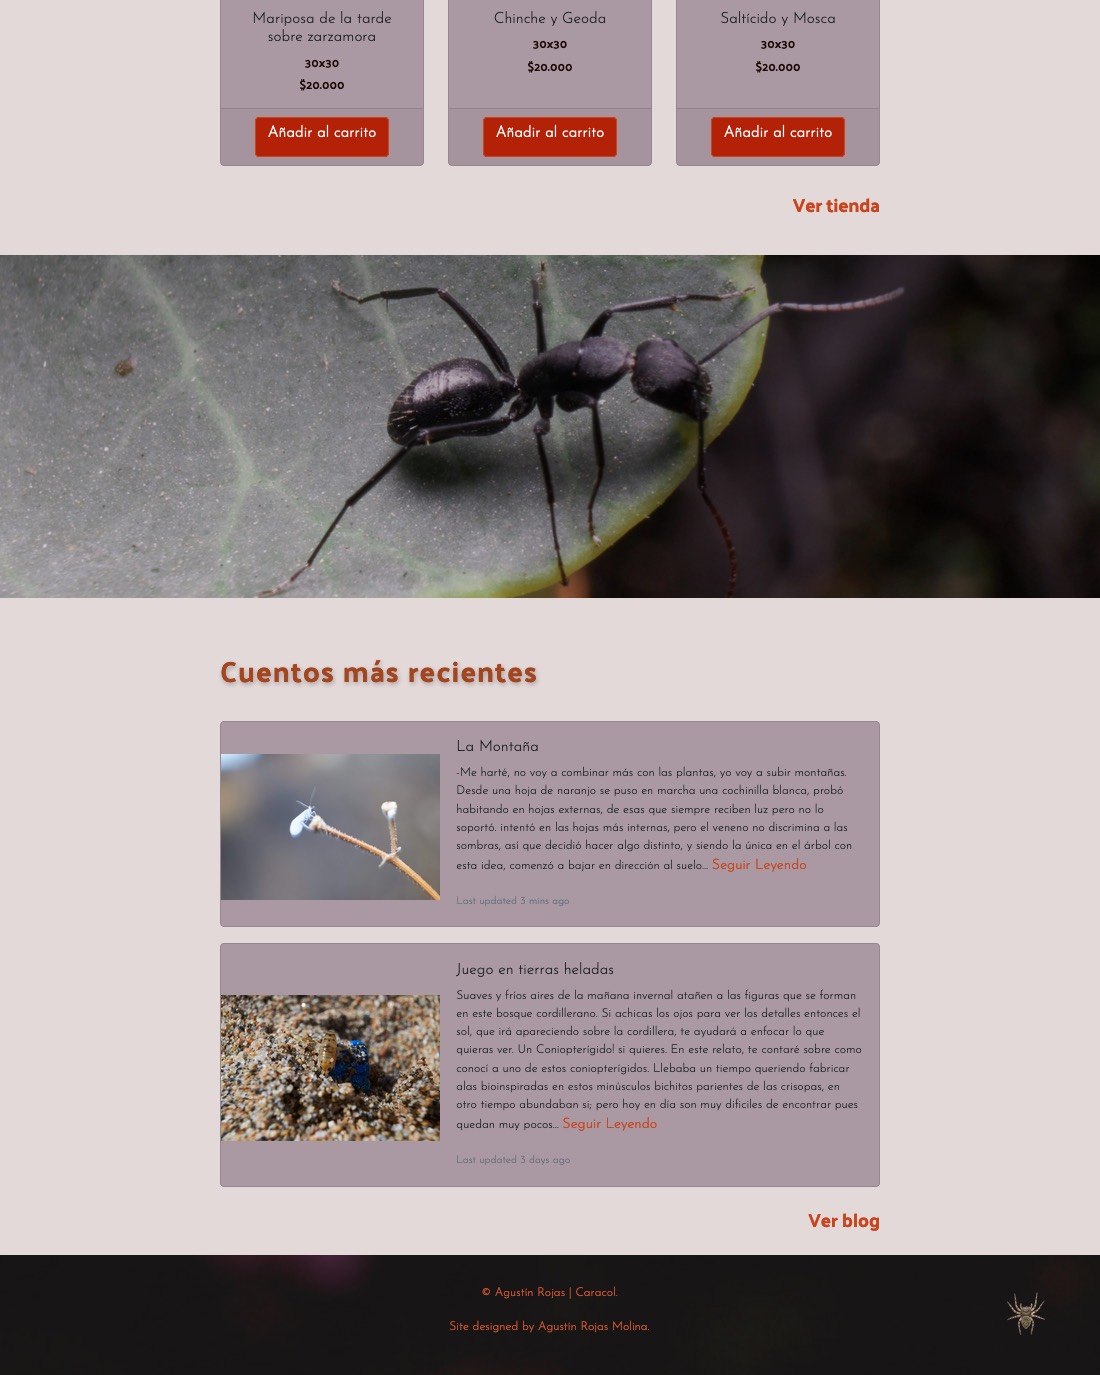 Mariposa de la tarde
sobre zarzamora
30x30
$20.000
Añadir al carrito
Chinche y Geoda
30x30
$20.000
Añadir al carrito
Saltícido y Mosca
30x30
$20.000
Añadir al carrito
Ver tienda
Cuentos más recientes
La Montaña
-Me harté, no voy a combinar más con las plantas, yo voy a subir montañas.
Desde una hoja de naranjo se puso en marcha una cochinilla blanca, probó
habitando en hojas externas, de esas que siempre reciben luz pero no lo
soportó. intentó en las hojas más internas, pero el veneno no discrimina a las
sombras, así que decidió hacer algo distinto, y siendo la única en el árbol con
esta idea, comenzó a bajar en dirección al suelo... Seguir Leyendo
Last updated 3 mins ago
Juego en tierras heladas
Suaves y fríos aires de la mañana invernal atañen a las figuras que se forman
en este bosque cordillerano. Si achicas los ojos para ver los detalles entonces el
sol, que irá apareciendo sobre la cordillera, te ayudará a enfocar lo que
quieras ver. Un Coniopterígido! si quieres. En este relato, te contaré sobre como
conocí a uno de estos coniopterígidos. Llebaba un tiempo queriendo fabricar
alas bioinspiradas en estos minúsculos bichitos parientes de las crisopas, en
otro tiempo abundaban si; pero hoy en día son muy difíciles de encontrar pues
quedan muy pocos... Seguir Leyendo
Last updated 3 days ago
Ver blog
© Agustín Rojas | Caracol.
Site designed by Agustín Rojas Molina.